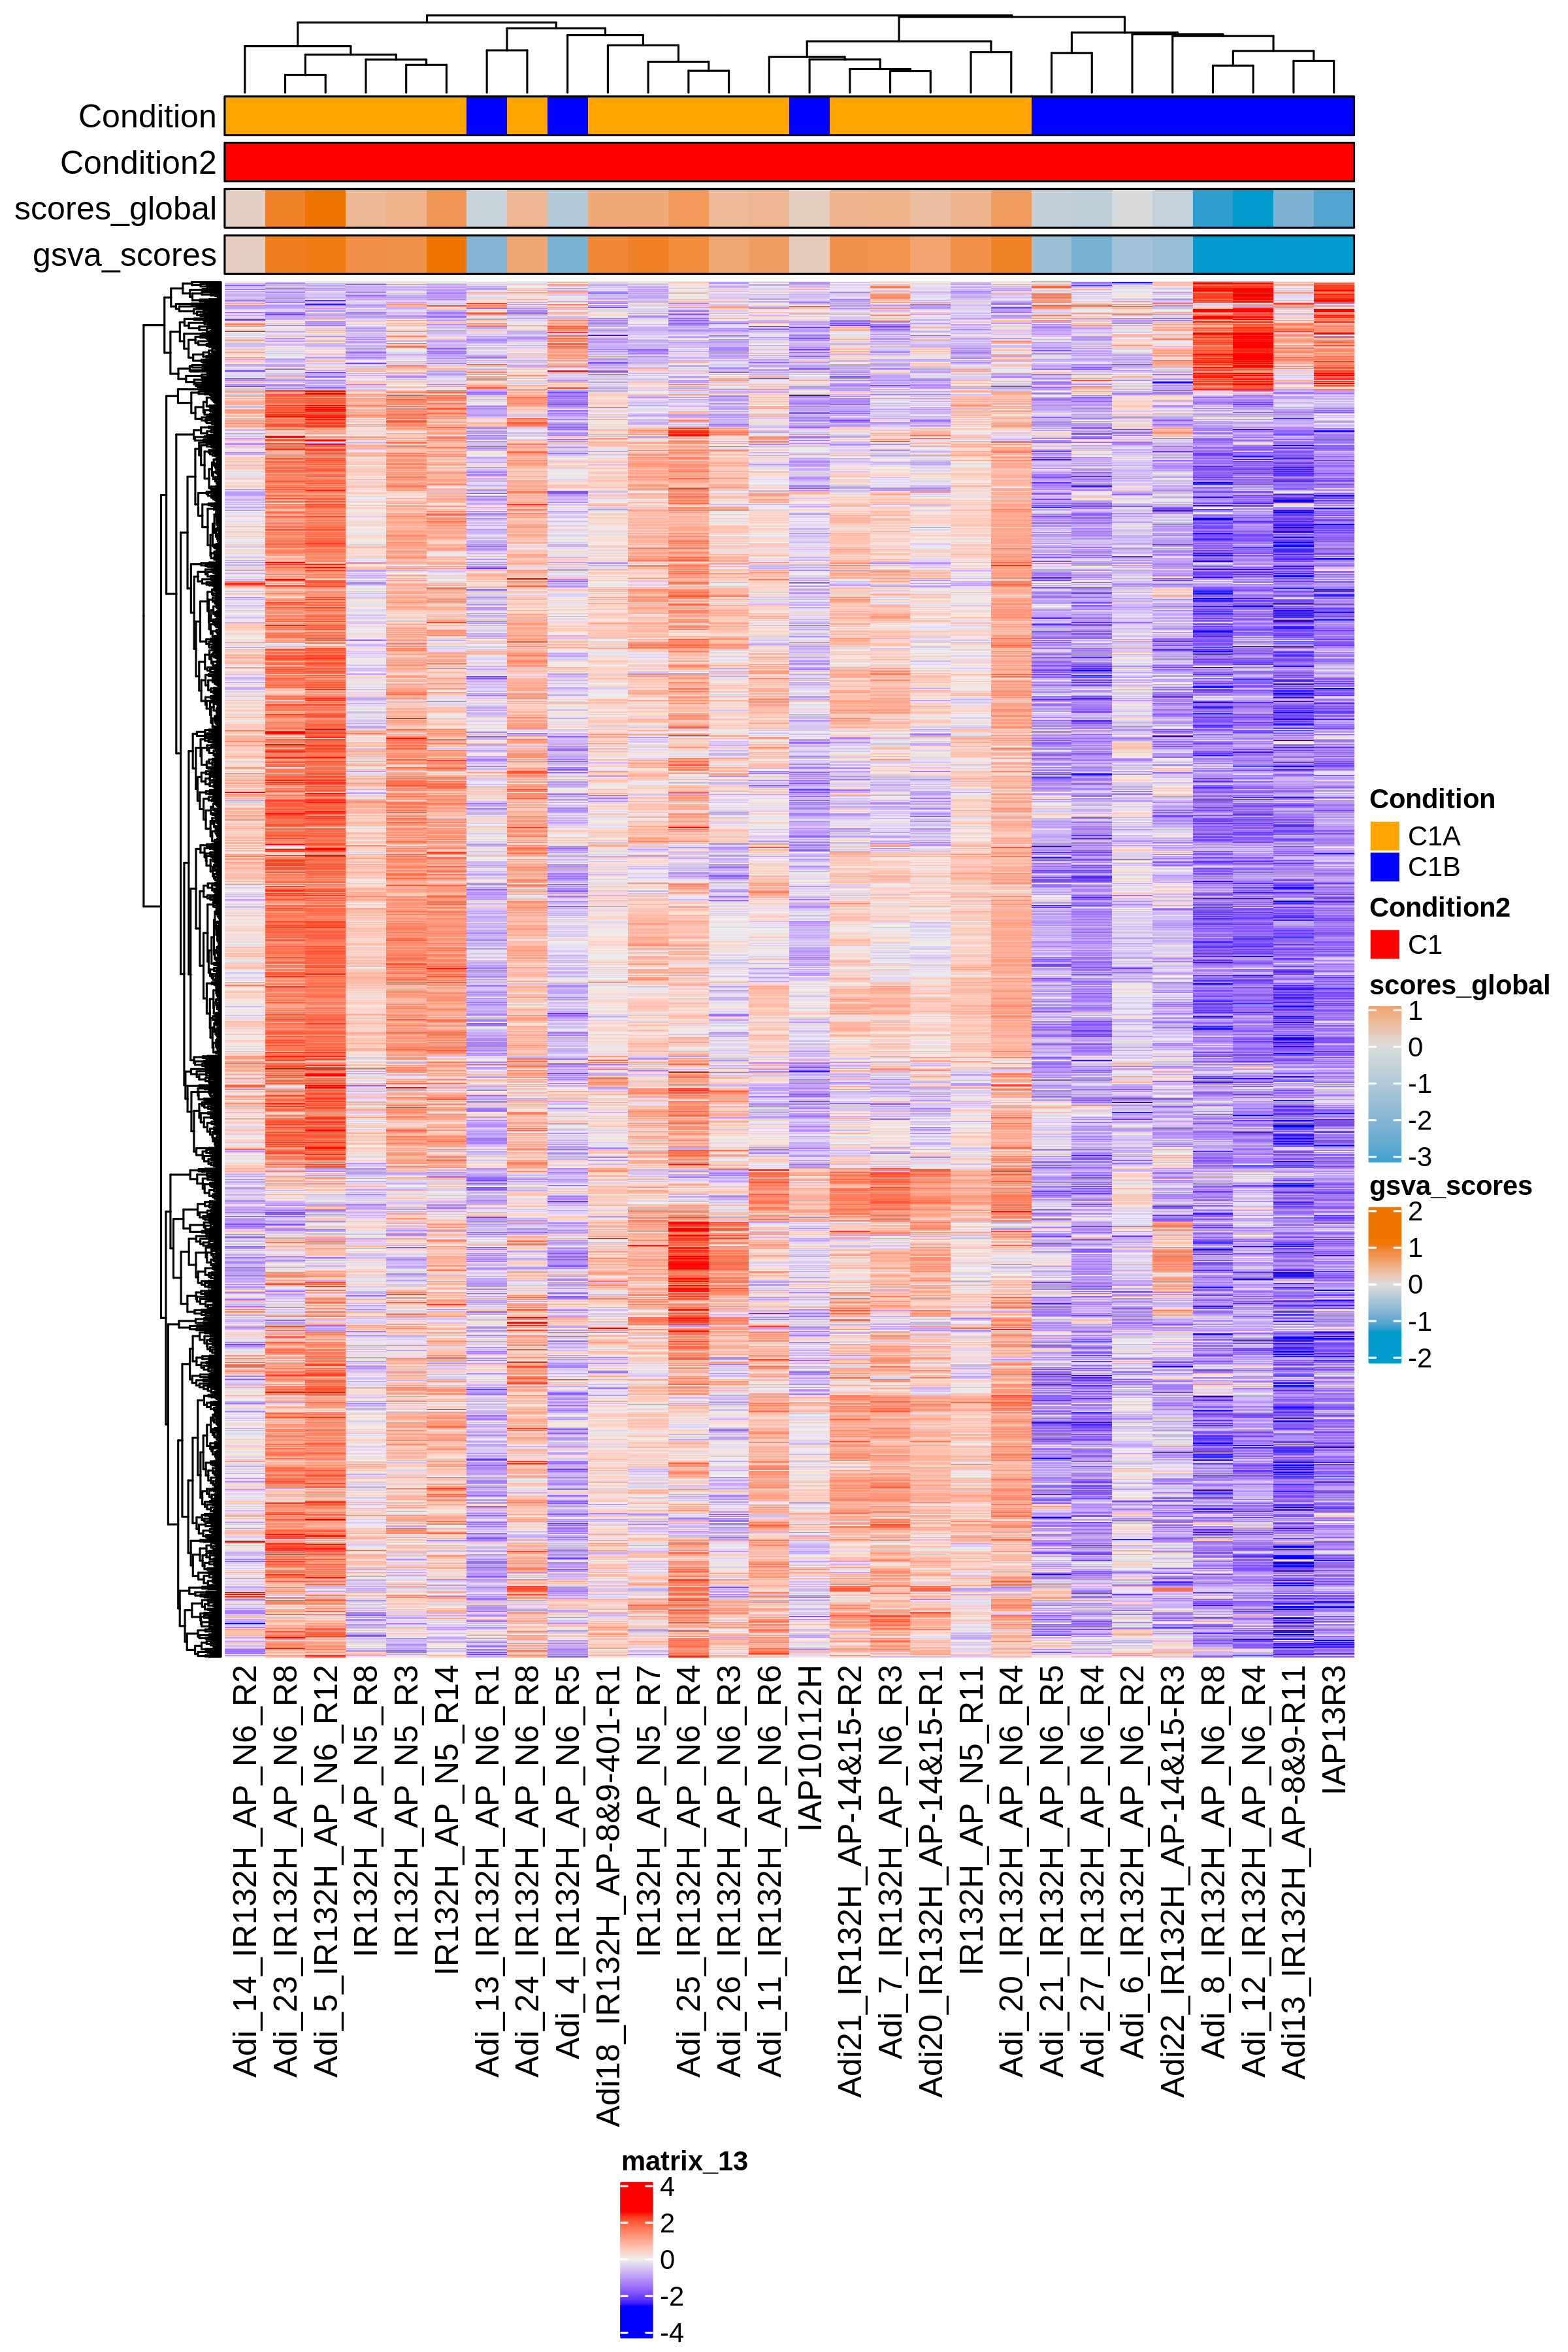 Condition
Condition2
scores_global
gsva_scores
Condition
C1A
C1B
Condition2
C1
scores_global
1
0
-1
-2
-3
gsva_scores
2
1
0
-1
-2
Adi_14_IR132H_AP_N6_R2
Adi_23_IR132H_AP_N6_R8
Adi_5_IR132H_AP_N6_R12
IR132H_AP_N5_R8
IR132H_AP_N5_R3
IR132H_AP_N5_R14
Adi_13_IR132H_AP_N6_R1
Adi_24_IR132H_AP_N6_R8
Adi_4_IR132H_AP_N6_R5
Adi18_IR132H_AP-8&9-401-R1
IR132H_AP_N5_R7
Adi_25_IR132H_AP_N6_R4
Adi_26_IR132H_AP_N6_R3
Adi_11_IR132H_AP_N6_R6
IAP10112H
Adi21_IR132H_AP-14&15-R2
Adi_7_IR132H_AP_N6_R3
Adi20_IR132H_AP-14&15-R1
IR132H_AP_N5_R11
Adi_20_IR132H_AP_N6_R4
Adi_21_IR132H_AP_N6_R5
Adi_27_IR132H_AP_N6_R4
Adi_6_IR132H_AP_N6_R2
Adi22_IR132H_AP-14&15-R3
Adi_8_IR132H_AP_N6_R8
Adi_12_IR132H_AP_N6_R4
Adi13_IR132H_AP-8&9-R11
IAP13R3
matrix_13
4
2
0
-2
-4